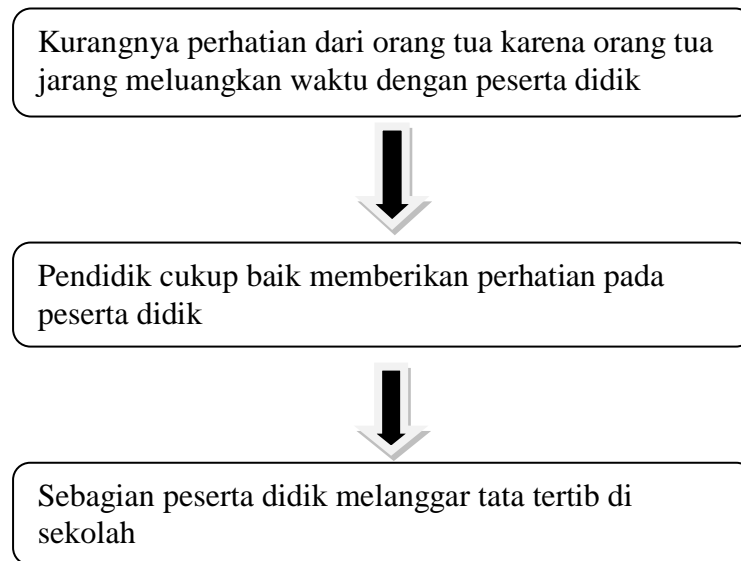 Kurangnya perhatian dari orang tua karena orang tua
jarang meluangkan waktu dengan peserta didik
Pendidik cukup baik memberikan perhatian pada
peserta didik
Sebagian peserta didik melanggar tata tertib di
sekolah